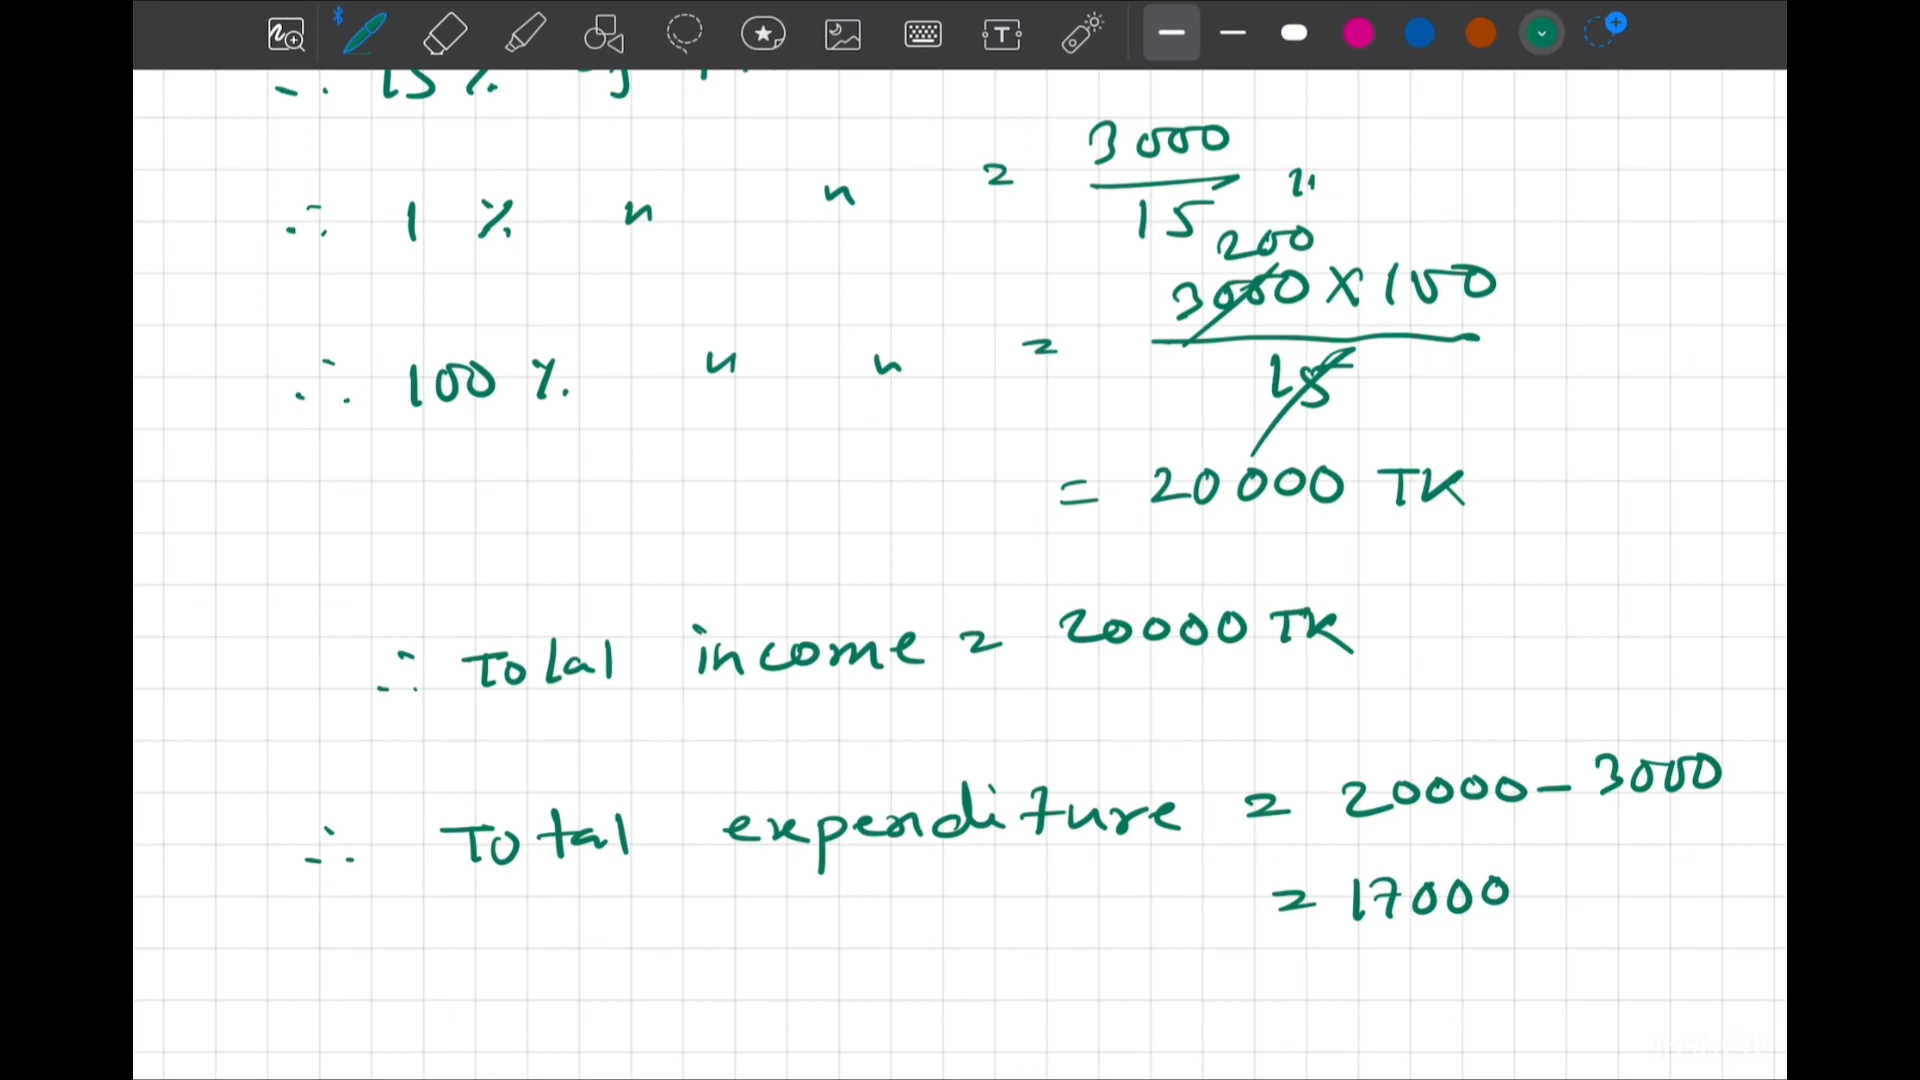 ∴ 15%
∴ 1 % " " = 3000/15 "
200
∴ 100 %. " " = 3000 × 100 / 15
= 20000 TK
∴ Total income = 20000 TK
∴ Total expenditure = 20000 - 3000
= 17000